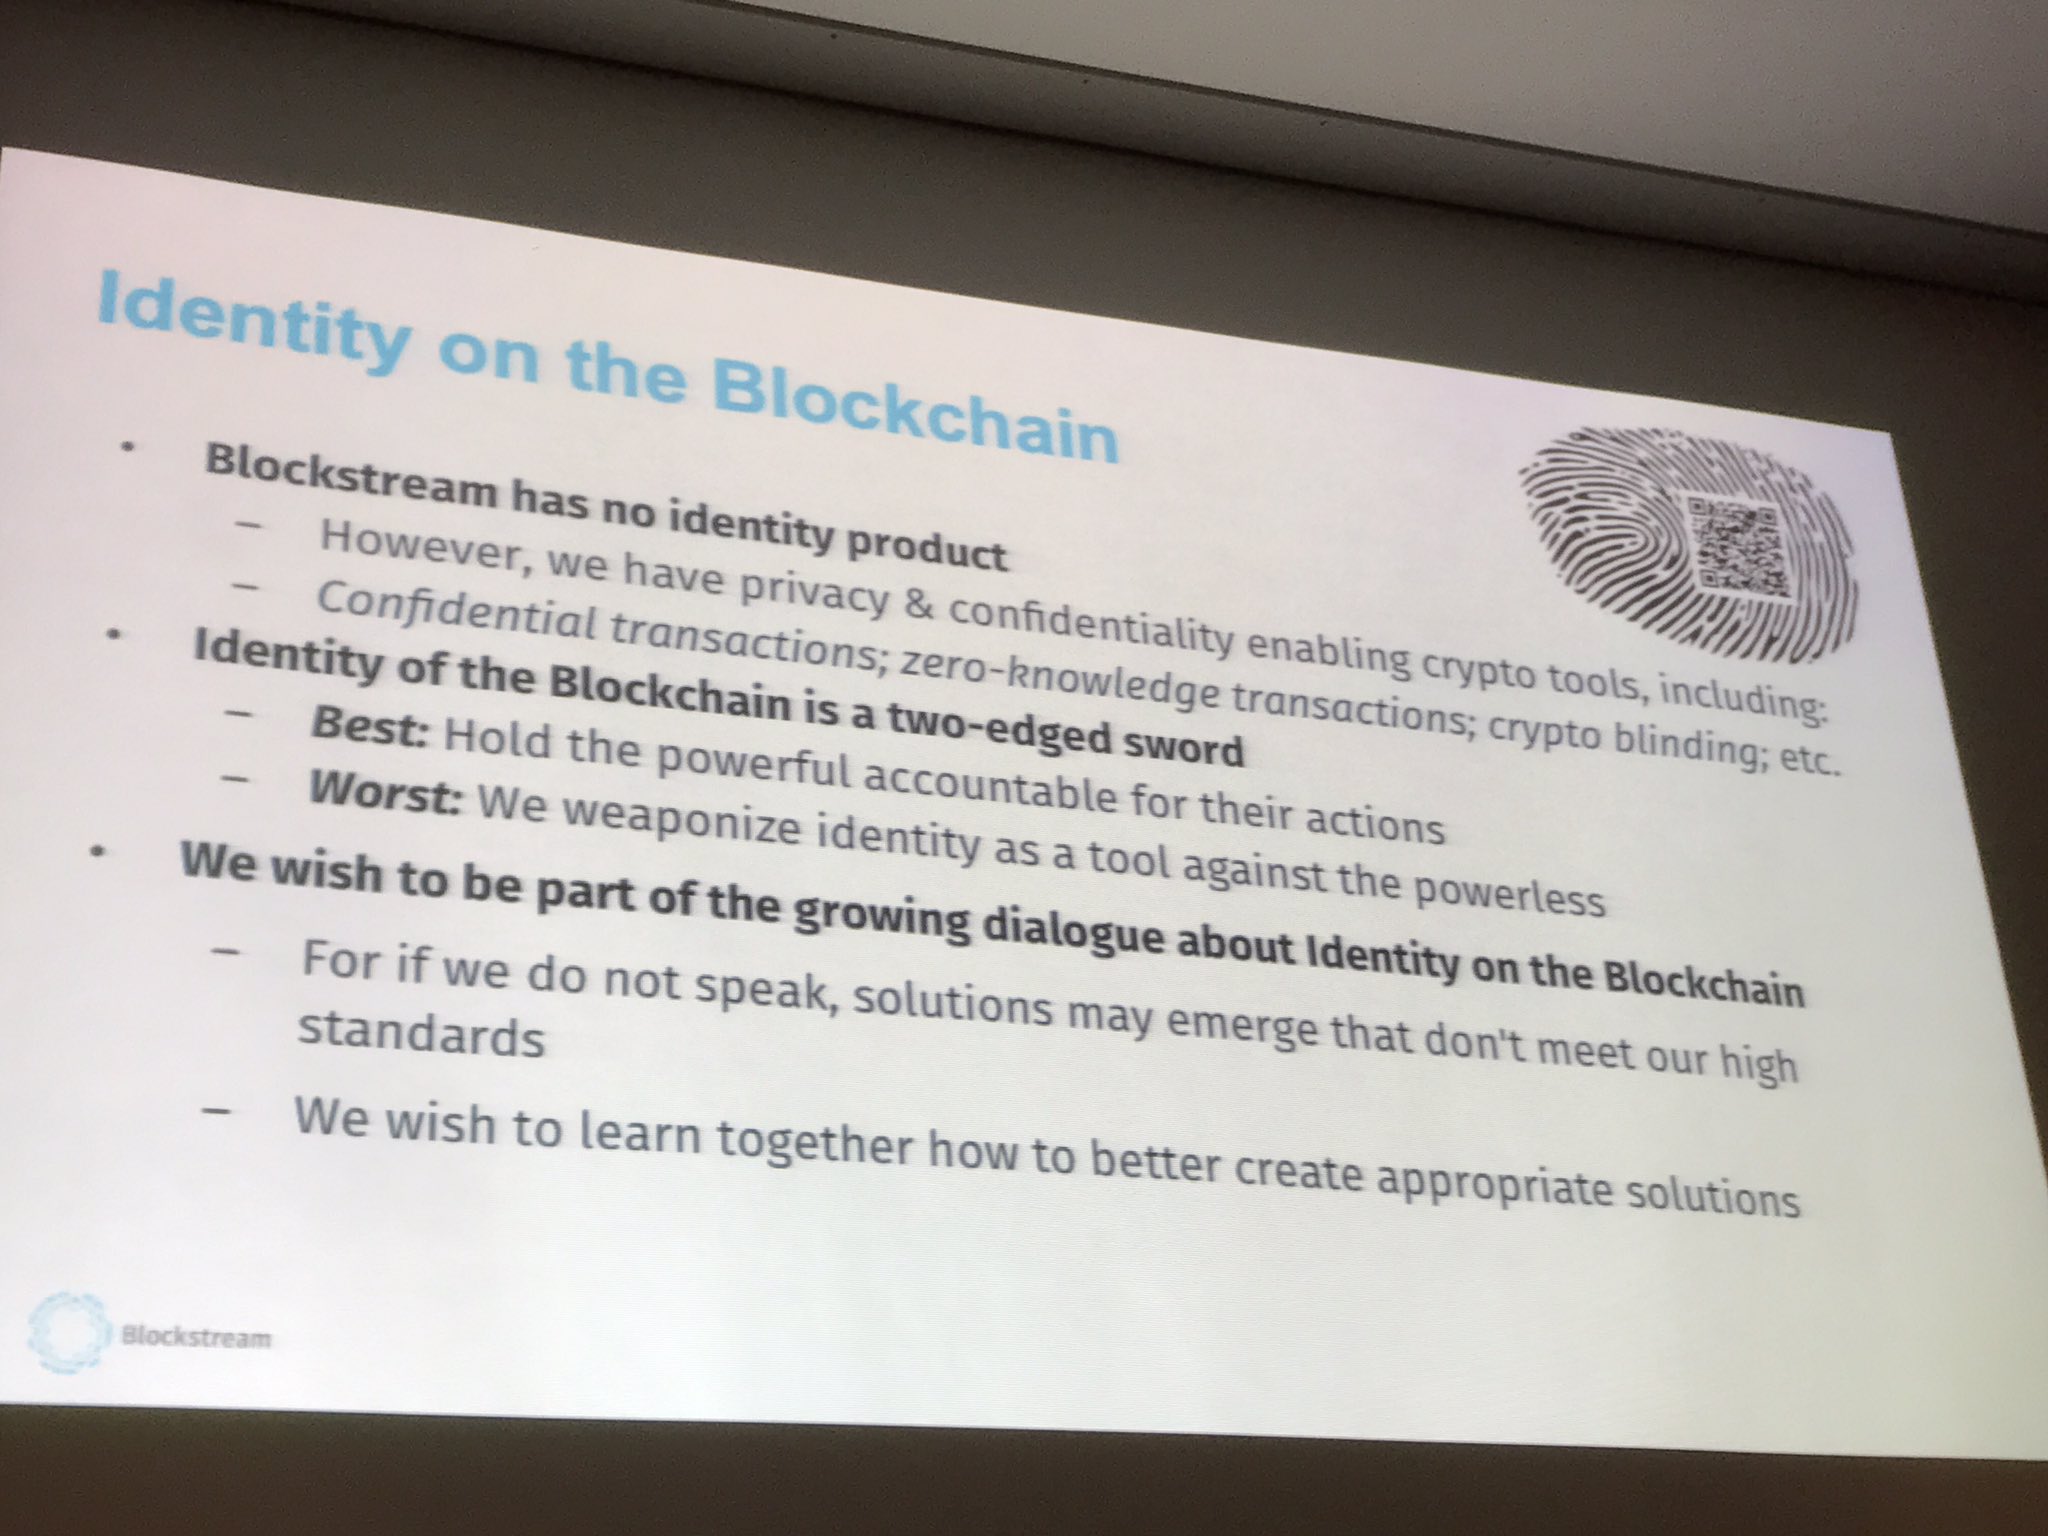 Identity on the Blockchain
• Blockstream has no identity product
– However, we have privacy & confidentiality enabling crypto tools, including:
– Confidential transactions; zero-knowledge transactions; crypto blinding; etc.
• Identity of the Blockchain is a two-edged sword
– Best: Hold the powerful accountable for their actions
– Worst: We weaponize identity as a tool against the powerless
• We wish to be part of the growing dialogue about Identity on the Blockchain
– For if we do not speak, solutions may emerge that don't meet our high
standards
– We wish to learn together how to better create appropriate solutions
Blockstream